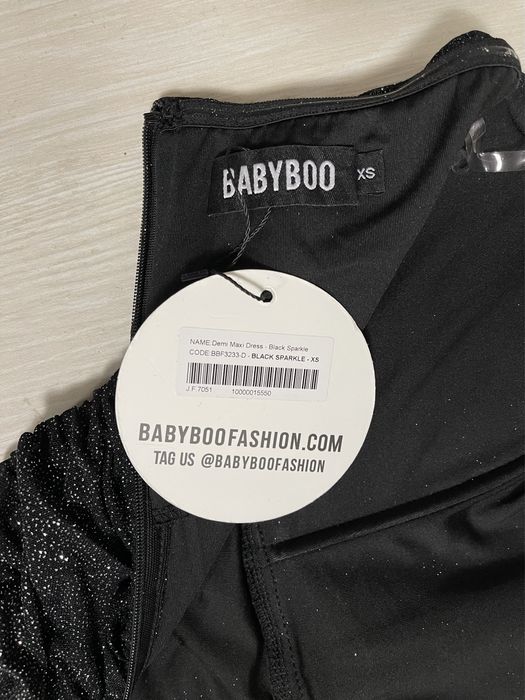 BABYBOO
XS
NAME:Demi Maxi Dress - Black Sparkle
CODE:BBF3233-D - BLACK SPARKLE - XS
J.F.7051 10000015550
BABYBOOFASHION.COM
TAG US @BABYBOOFASHION